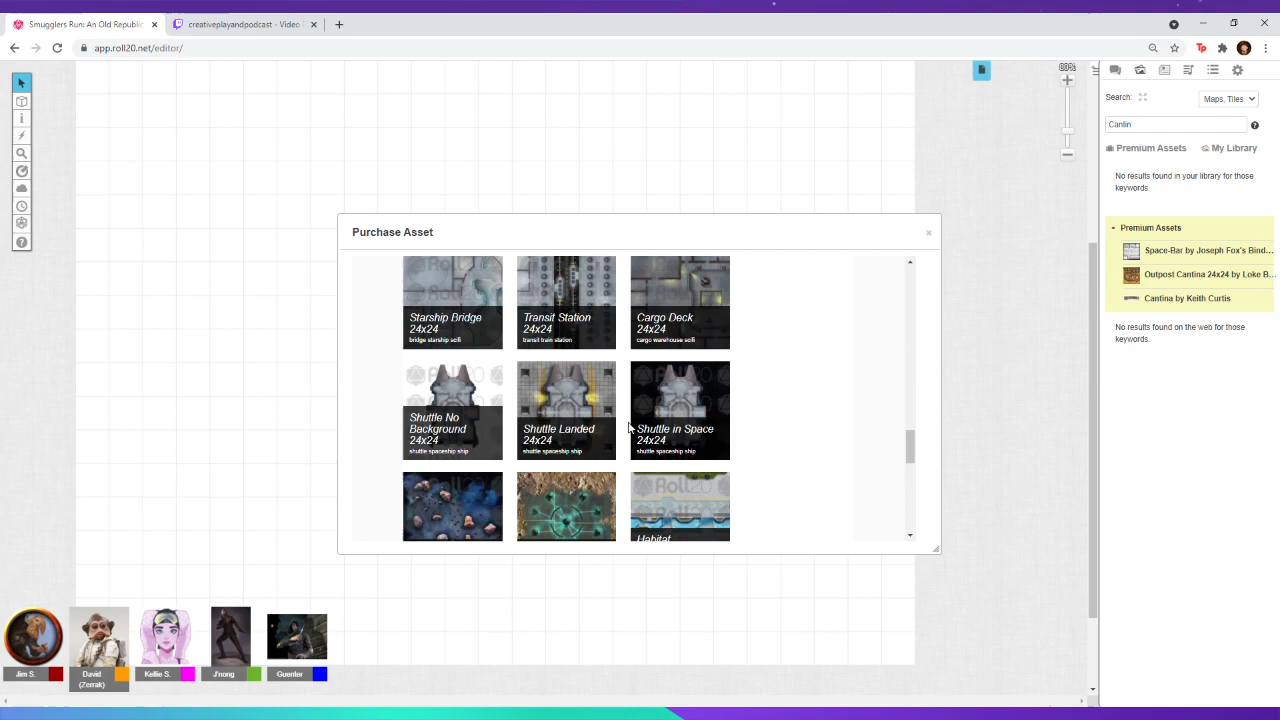 Smugglers Run: An Old Republic
creativeplayandpodcast - Video
app.roll20.net/editor/
Tp
80%
Search:
Maps, Tiles,
Cantin
Premium Assets
My Library
No results found in your library for those
keywords.
Premium Assets
Space-Bar by Joseph Fox's Bind...
Outpost Cantina 24x24 by Loke B...
Cantina by Keith Curtis
No results found on the web for those
keywords.
Purchase Asset
Starship Bridge
24x24
bridge starship scifi
Transit Station
24x24
transit train station
Cargo Deck
24x24
cargo warehouse scifi
Shuttle No
Background
24x24
shuttle spaceship ship
Shuttle Landed
24x24
shuttle spaceship ship
Shuttle in Space
24x24
shuttle spaceship ship
Roll20
Habitat
Jim S.
David
(Zerrak)
Kellie S.
J'nong
Guenter